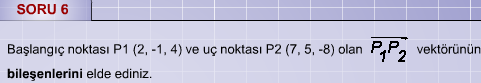 SORU 6
Başlangıç noktası P1 (2, -1, 4) ve uç noktası P2 (7, 5, -8) olan P₁P₂ vektörünün
bileşenlerini elde ediniz.